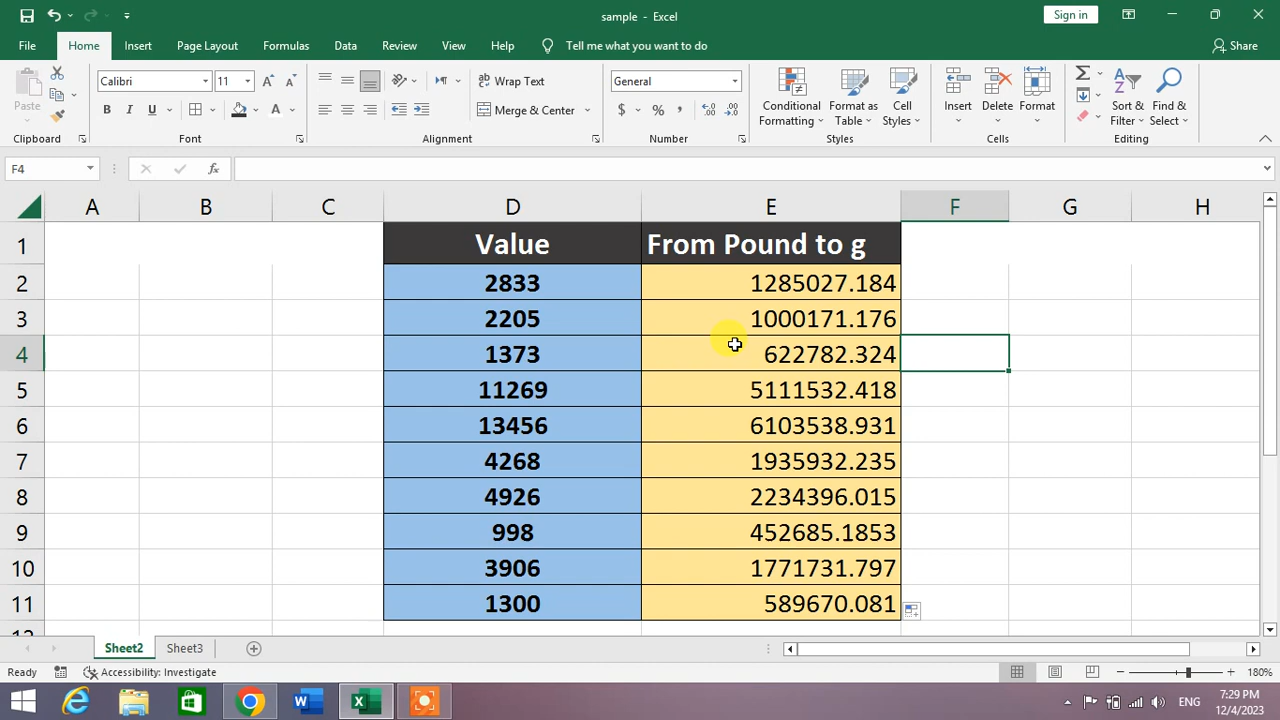 sample - Excel
Sign in
File Home Insert Page Layout Formulas Data Review View Help Tell me what you want to do Share
Paste
Calibri 11
B I U A
Wrap Text
Merge & Center
General
$ % ,
Conditional Formatting
Format as Table
Cell Styles
Insert Delete Format
Sort & Filter
Find & Select
Clipboard Font Alignment Number Styles Cells Editing
F4 fx
A B C D E F G H
1 Value From Pound to g
2 2833 1285027.184
3 2205 1000171.176
4 1373 622782.324
5 11269 5111532.418
6 13456 6103538.931
7 4268 1935932.235
8 4926 2234396.015
9 998 452685.1853
10 3906 1771731.797
11 1300 589670.081
12
Sheet2 Sheet3
Ready Accessibility: Investigate 180%
ENG 7:29 PM
12/4/2023